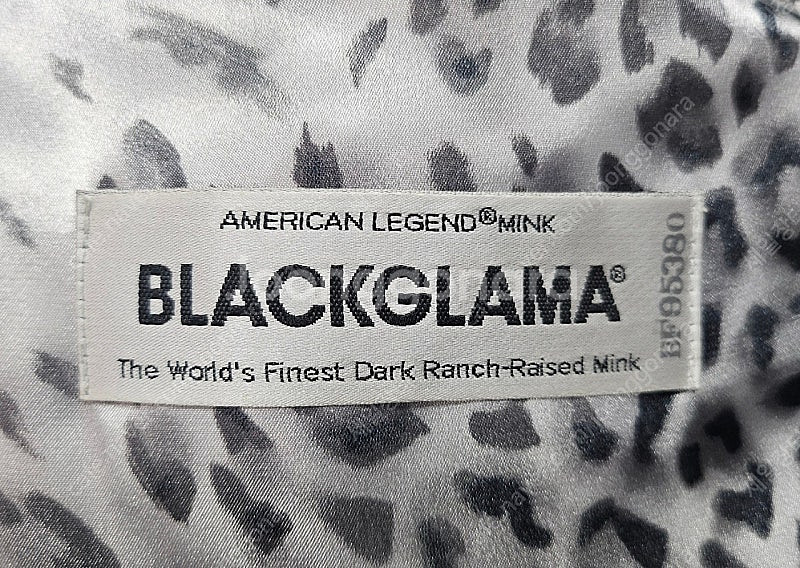 AMERICAN LEGEND®MINK
BLACKGLAMA®
The World's Finest Dark Ranch-Raised Mink
BF95380